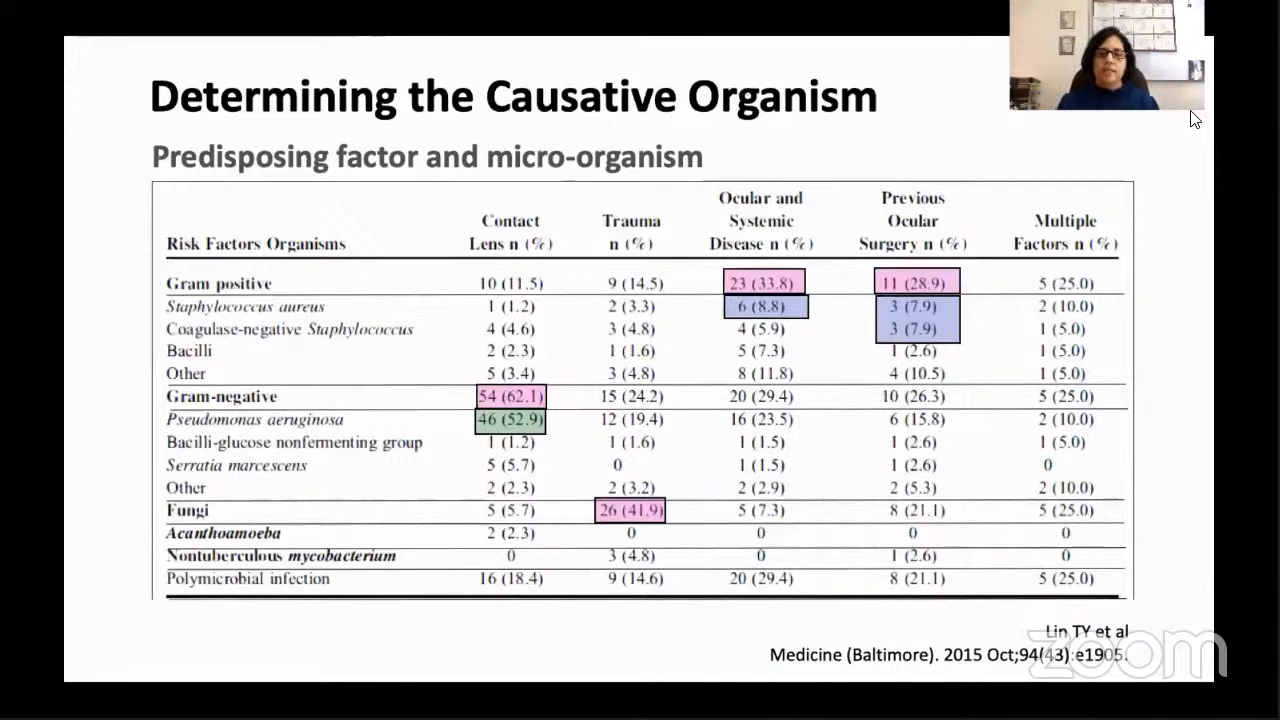 Determining the Causative Organism
Predisposing factor and micro-organism
Ocular and Previous
Contact Trauma Systemic Ocular Multiple
Risk Factors Organisms Lens n (%) n (%) Disease n (%) Surgery n (%) Factors n (%)
Gram positive 10 (11.5) 9 (14.5) 23 (33.8) 11 (28.9) 5 (25.0)
Staphylococcus aureus 1 (1.2) 2 (3.3) 6 (8.8) 3 (7.9) 2 (10.0)
Coagulase-negative Staphylococcus 4 (4.6) 3 (4.8) 4 (5.9) 3 (7.9) 1 (5.0)
Bacilli 2 (2.3) 1 (1.6) 5 (7.3) 1 (2.6) 1 (5.0)
Other 5 (3.4) 3 (4.8) 8 (11.8) 4 (10.5) 1 (5.0)
Gram-negative 54 (62.1) 15 (24.2) 20 (29.4) 10 (26.3) 5 (25.0)
Pseudomonas aeruginosa 46 (52.9) 12 (19.4) 16 (23.5) 6 (15.8) 2 (10.0)
Bacilli-glucose nonfermenting group 1 (1.2) 1 (1.6) 1 (1.5) 1 (2.6) 1 (5.0)
Serratia marcescens 5 (5.7) 0 1 (1.5) 1 (2.6) 0
Other 2 (2.3) 2 (3.2) 2 (2.9) 2 (5.3) 2 (10.0)
Fungi 5 (5.7) 26 (41.9) 5 (7.3) 8 (21.1) 5 (25.0)
Acanthoamoeba 2 (2.3) 0 0 0 0
Nontuberculous mycobacterium 0 3 (4.8) 0 1 (2.6) 0
Polymicrobial infection 16 (18.4) 9 (14.6) 20 (29.4) 8 (21.1) 5 (25.0)
Lin TY et al
Medicine (Baltimore). 2015 Oct;94(43):e1905.
zoom